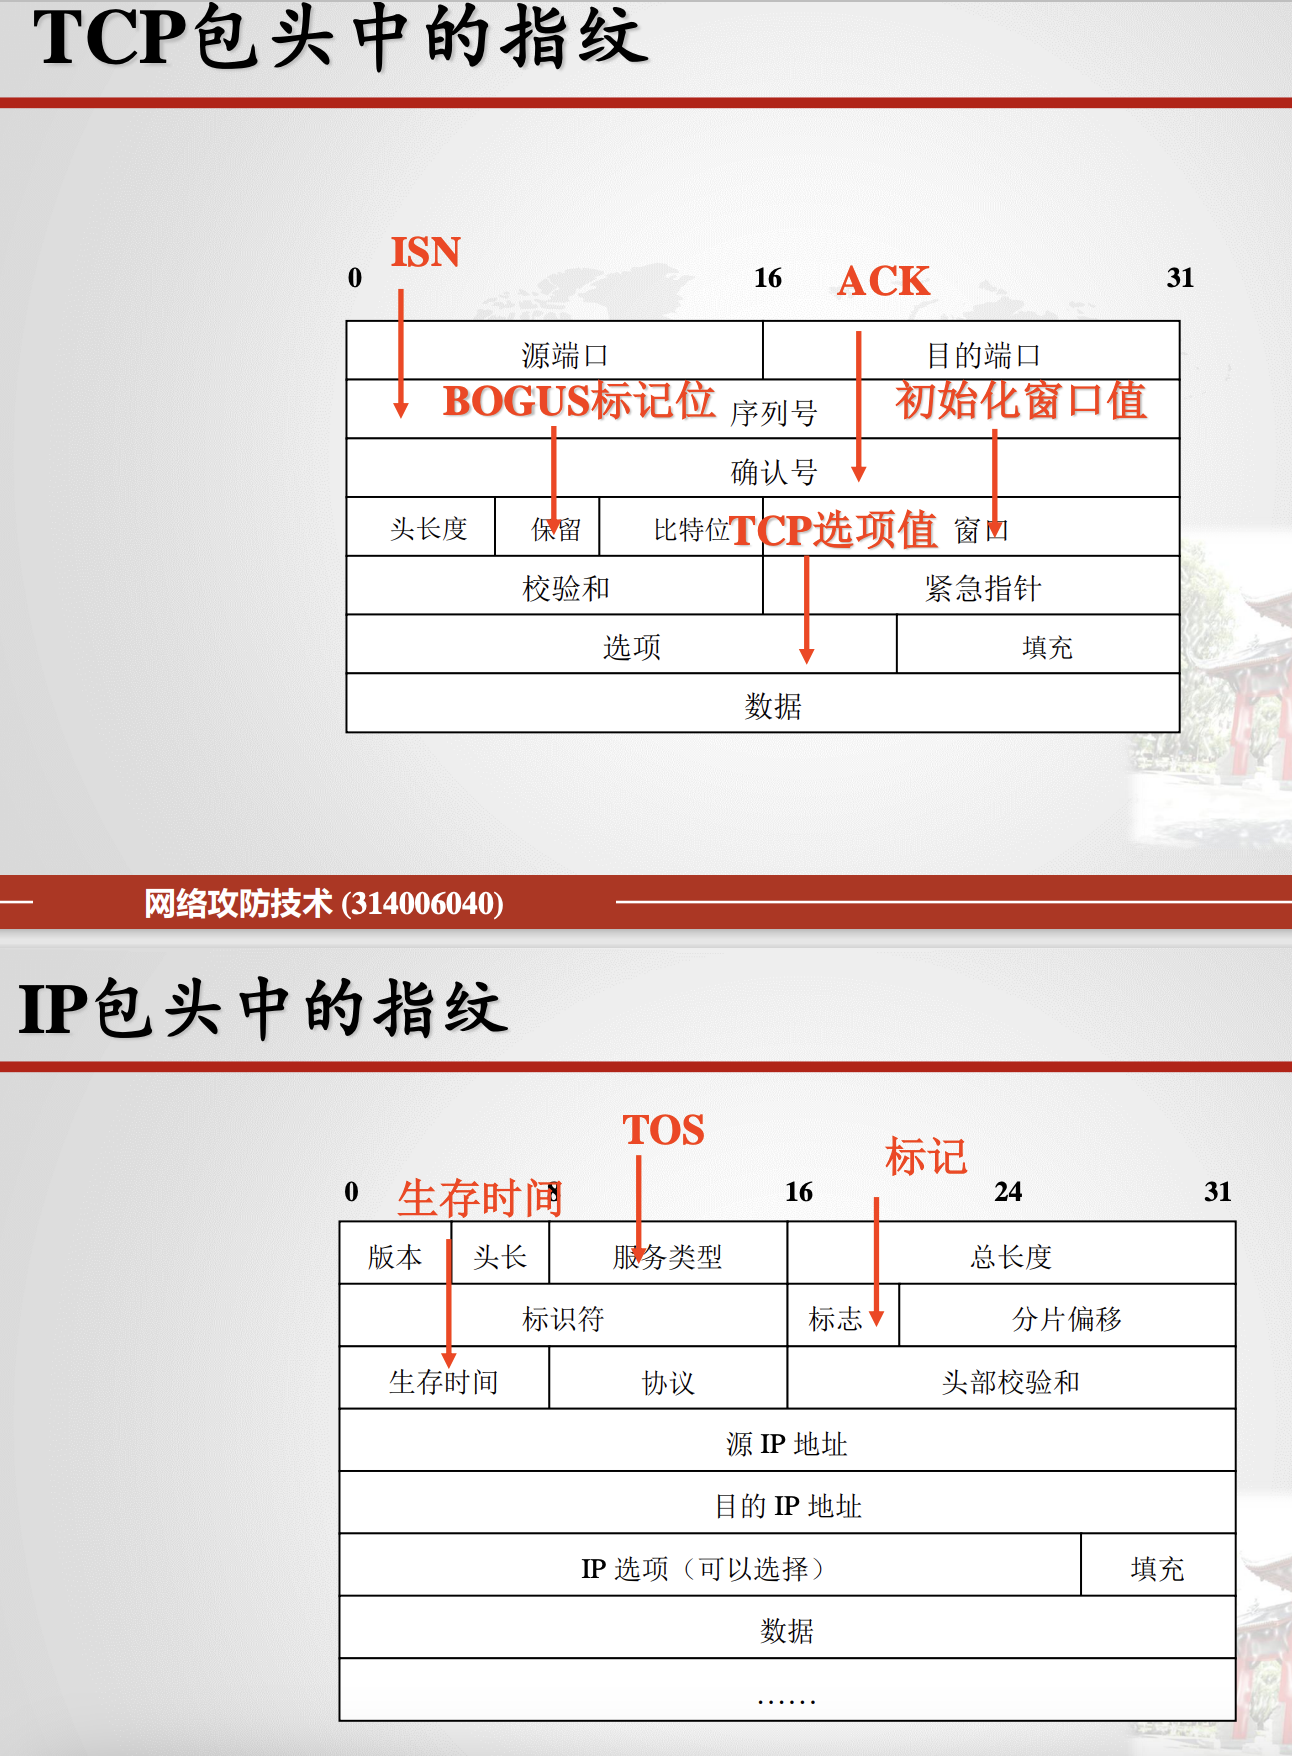 TCP包头中的指纹
ISN
0
16
ACK
31
源端口
目的端口
BOGUS标记位
序列号
初始化窗口值
确认号
头长度
保留
比特位
TCP选项值
窗口
校验和
紧急指针
选项
填充
数据
网络攻防技术 (314006040)
IP包头中的指纹
TOS
标记
0
生存时间
8
16
24
31
版本
头长
服务类型
总长度
标识符
标志
分片偏移
生存时间
协议
头部校验和
源 IP 地址
目的 IP 地址
IP 选项（可以选择）
填充
数据
……